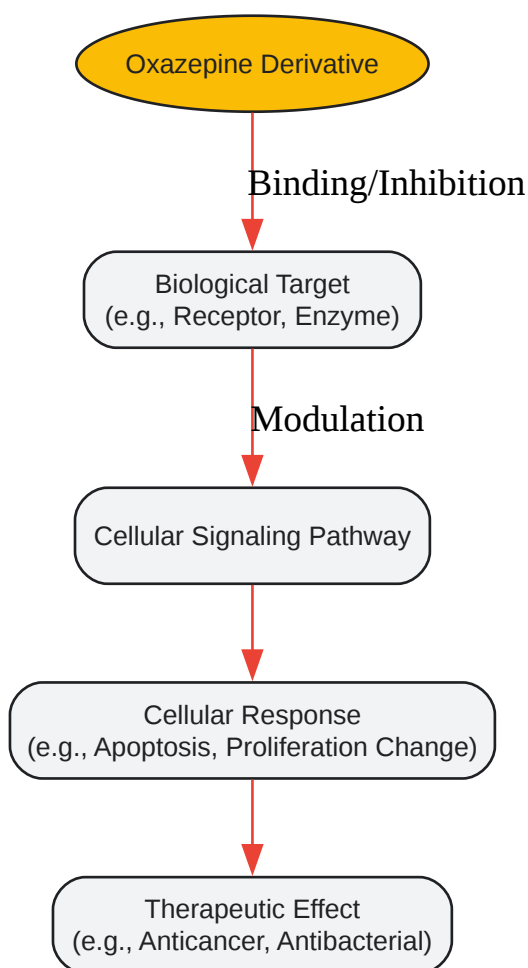 Oxazepine Derivative
Binding/Inhibition
Biological Target
(e.g., Receptor, Enzyme)
Modulation
Cellular Signaling Pathway
Cellular Response
(e.g., Apoptosis, Proliferation Change)
Therapeutic Effect
(e.g., Anticancer, Antibacterial)